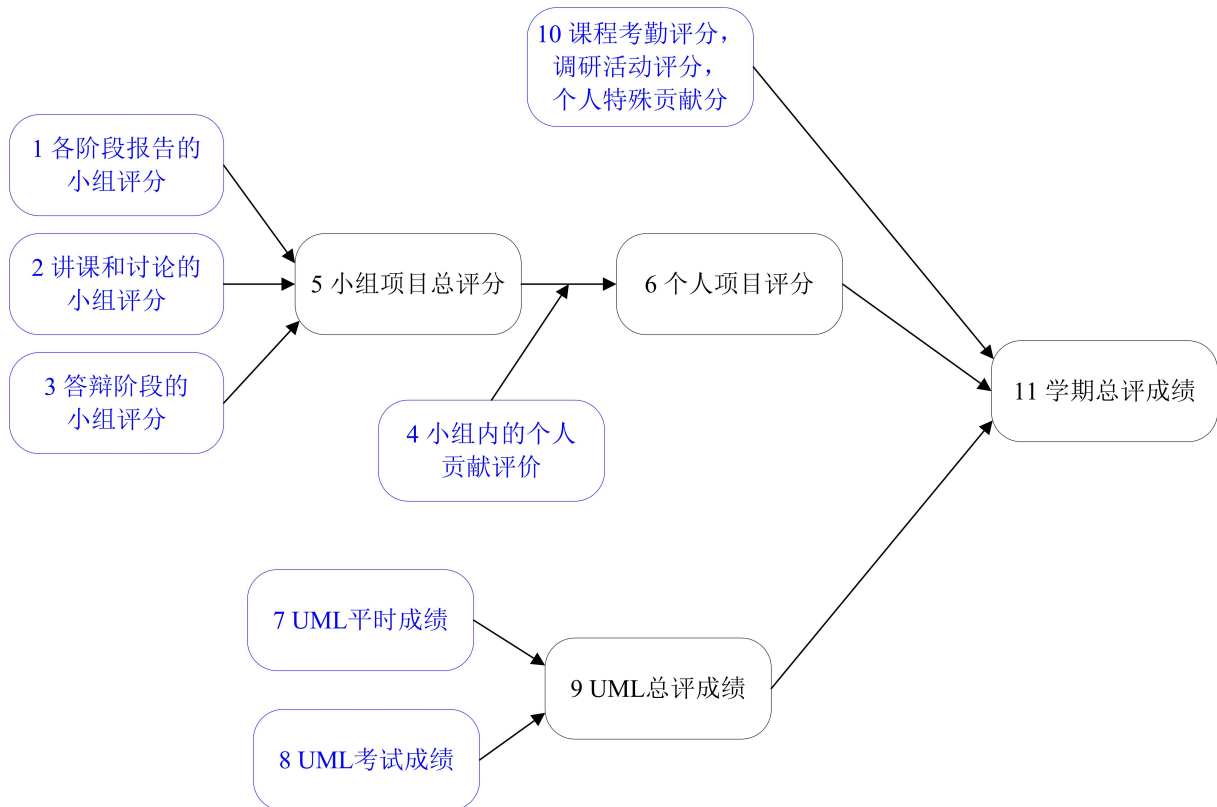 10 课程考勤评分，
调研活动评分，
个人特殊贡献分
1 各阶段报告的
小组评分
2 讲课和讨论的
小组评分
3 答辩阶段的
小组评分
5 小组项目总评分
6 个人项目评分
4 小组内的个人
贡献评价
11 学期总评成绩
7 UML平时成绩
8 UML考试成绩
9 UML总评成绩